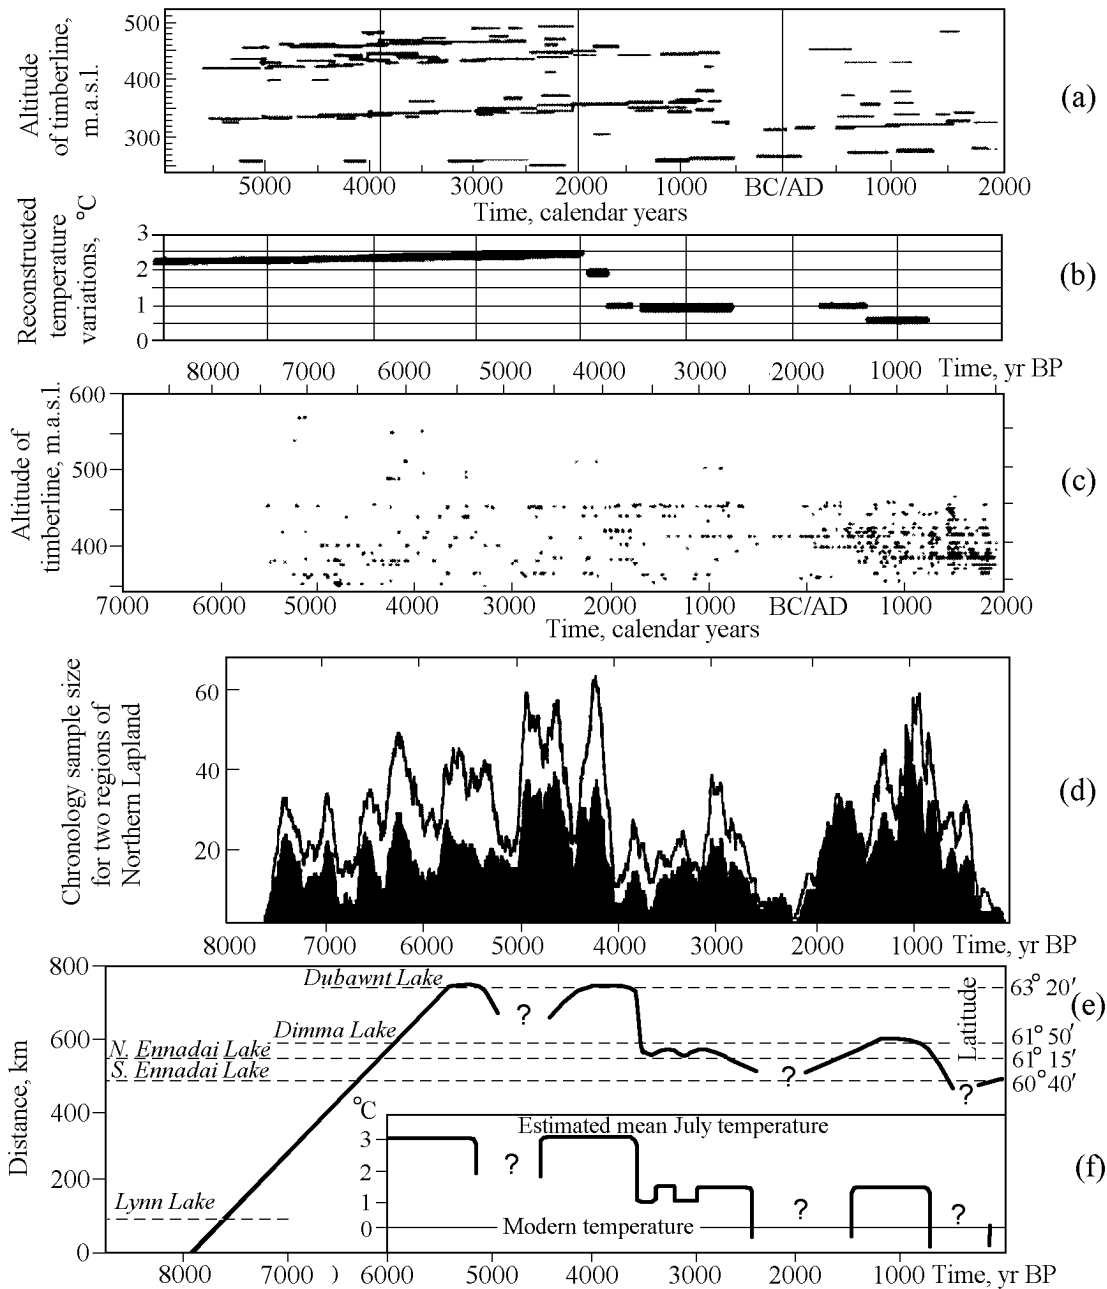 Altitude
of timberline,
m.a.s.l.
500
400
300
(a)
5000 4000 3000 2000 1000 BC/AD 1000 2000
Time, calendar years
Reconstructed
temperature
variations, °C
3
2
1
0
(b)
8000 7000 6000 5000 4000 3000 2000 1000 Time, yr BP
Altitude of
timberline, m.a.s.l.
600
500
400
(c)
7000 6000 5000 4000 3000 2000 1000 BC/AD 1000 2000
Time, calendar years
Chronology sample size
for two regions of
Northern Lapland
60
40
20
(d)
8000 7000 6000 5000 4000 3000 2000 1000 Time, yr BP
Distance, km
800
600
400
200
0
Dubawnt Lake
Dimma Lake
N. Ennadai Lake
S. Ennadai Lake
Lynn Lake
? ? ?
Latitude
63° 20′
61° 50′
61° 15′
60° 40′
(e)
°C
3
2
1
0
Estimated mean July temperature
? ? ?
Modern temperature
(f)
8000 7000 ) 6000 5000 4000 3000 2000 1000 Time, yr BP